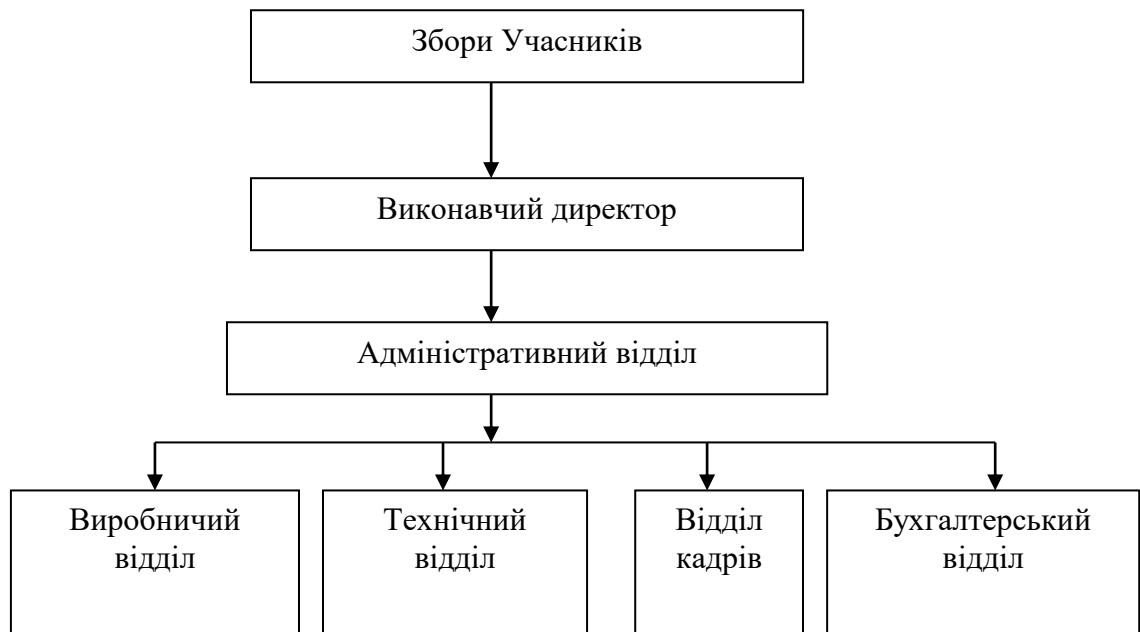 Збори Учасників
Виконавчий директор
Адміністративний відділ
Виробничий
відділ
Технічний
відділ
Відділ
кадрів
Бухгалтерський
відділ